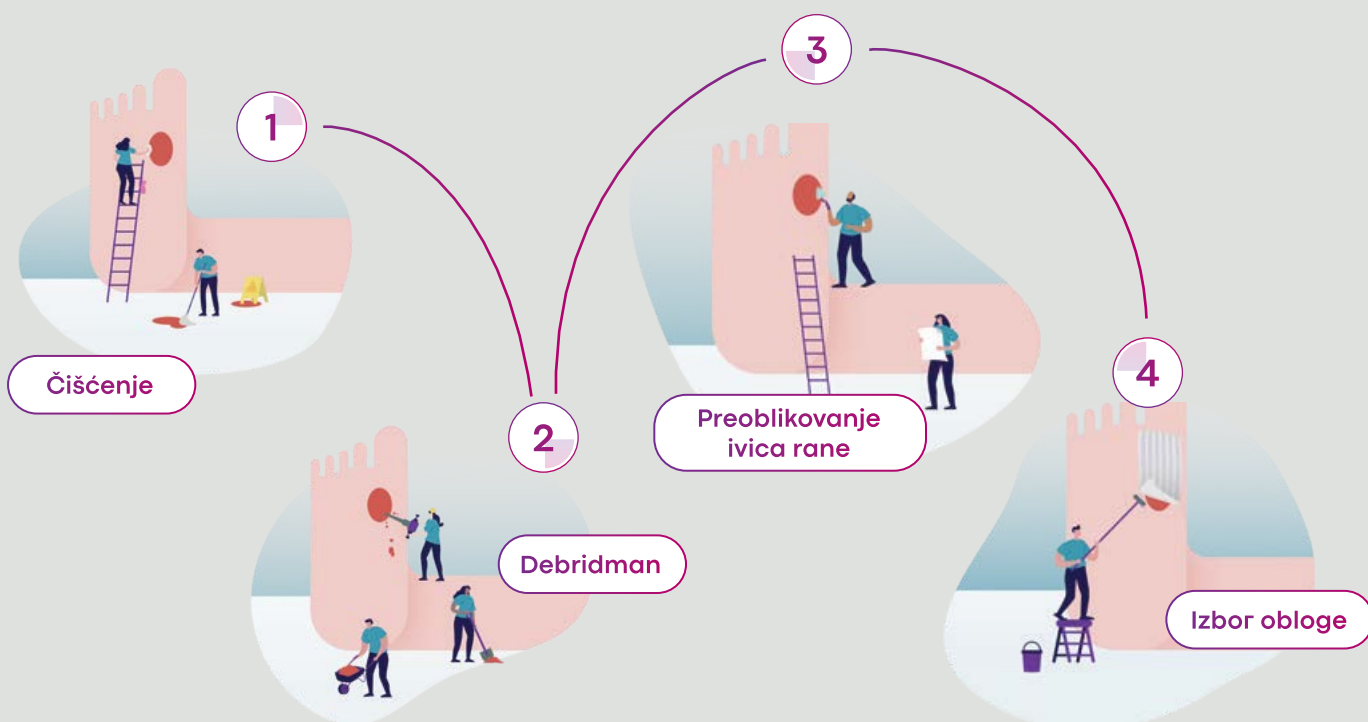 1
Čišćenje
2
Debridman
3
Preoblikovanje
ivica rane
4
Izbor obloge